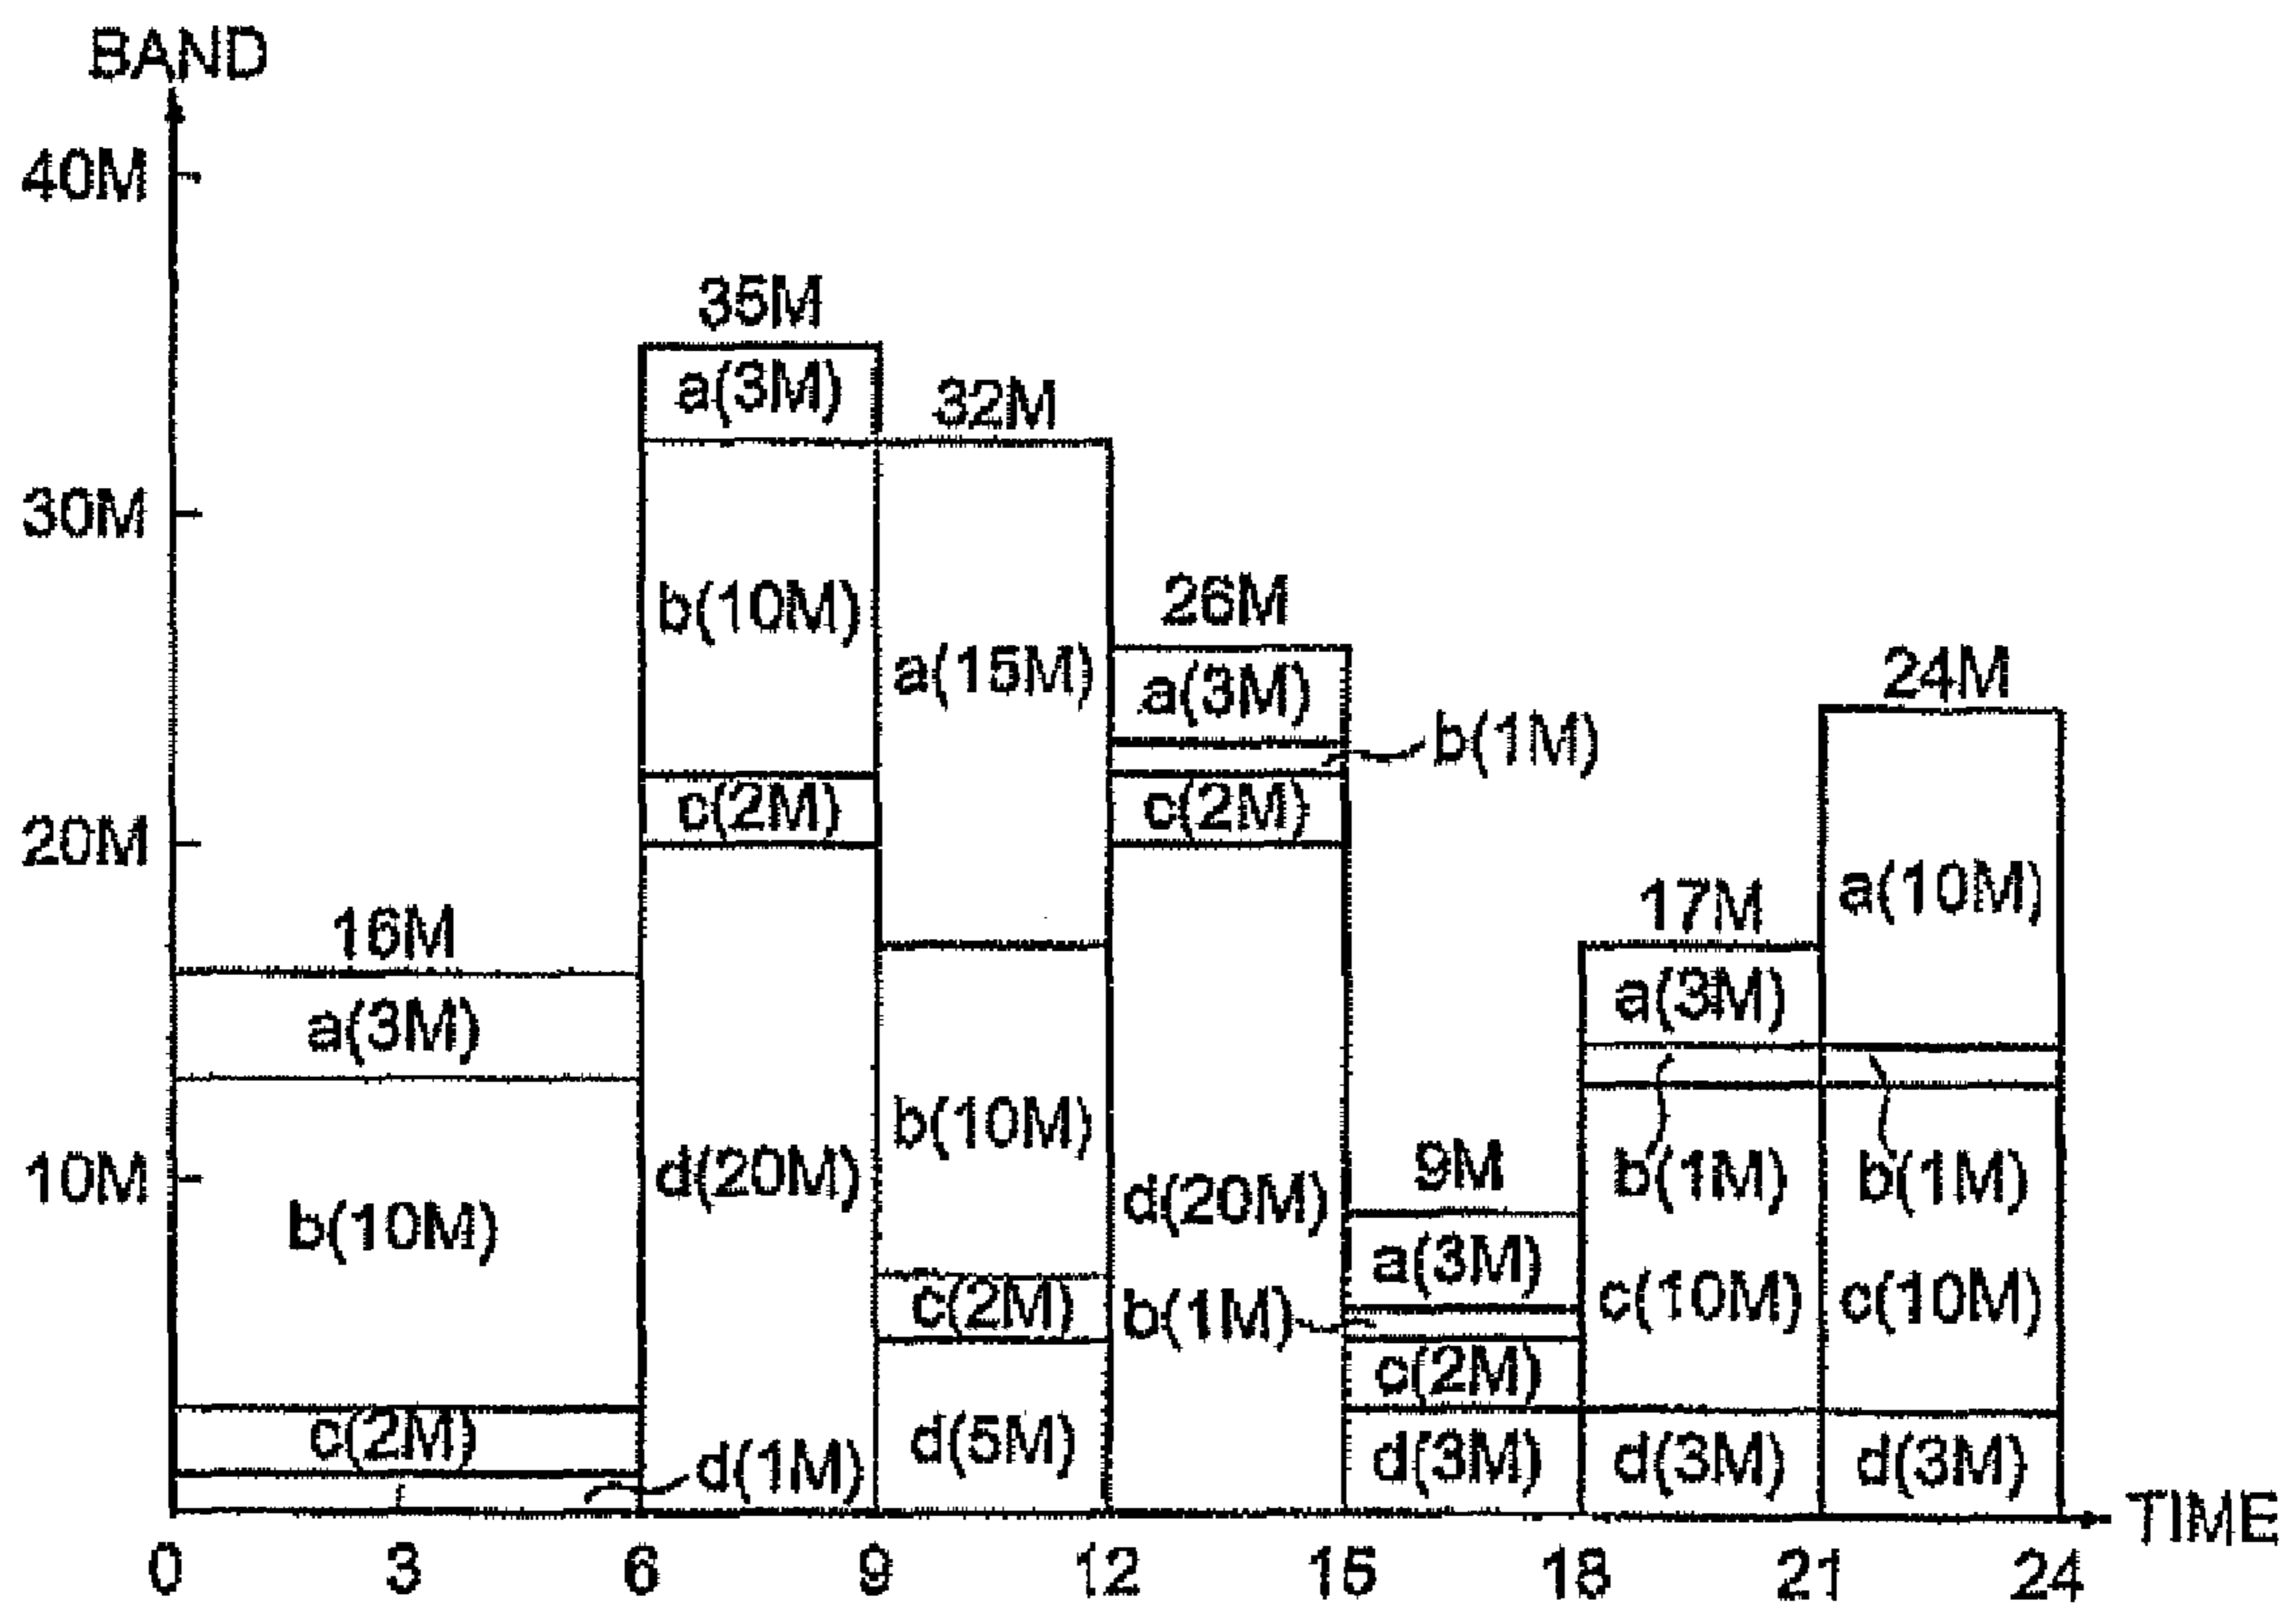 BAND
40M
30M
20M
10M
35M
a(3M)
32M
b(10M)
a(15M)
26M
a(3M)
b(1M)
c(2M)
c(2M)
24M
a(10M)
17M
a(3M)
16M
a(3M)
b(10M)
d(20M)
b(10M)
d(20M)
9M
a(3M)
b(1M)
c(2M)
b(1M)
b(1M)
c(10M)
c(10M)
c(2M)
d(5M)
c(2M)
d(1M)
d(3M)
d(3M)
d(3M)
TIME
0 3 6 9 12 15 18 21 24